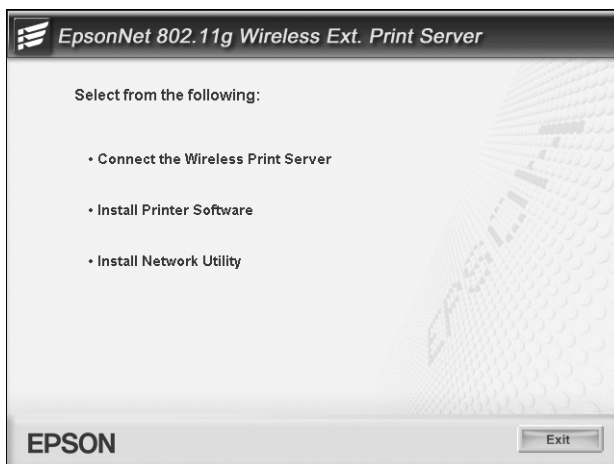 EpsonNet 802.11g Wireless Ext. Print Server
Select from the following:
• Connect the Wireless Print Server
• Install Printer Software
• Install Network Utility
EPSON
EPSON
Exit